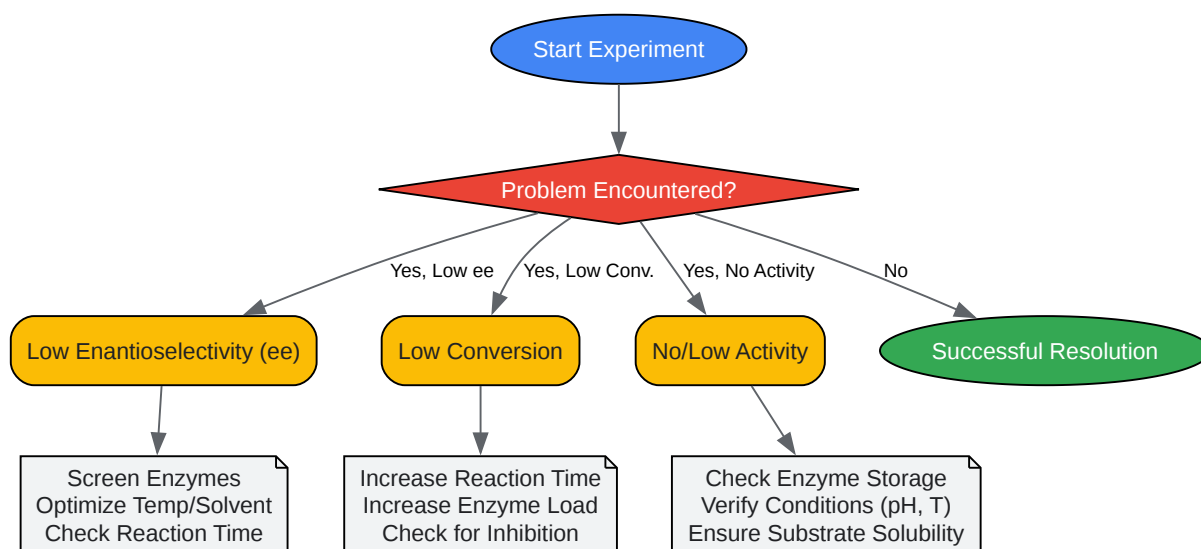 Start Experiment
Problem Encountered?
Yes, Low ee
Yes, Low Conv.
Yes, No Activity
No
Low Enantioselectivity (ee)
Low Conversion
No/Low Activity
Successful Resolution
Screen Enzymes
Optimize Temp/Solvent
Check Reaction Time
Increase Reaction Time
Increase Enzyme Load
Check for Inhibition
Check Enzyme Storage
Verify Conditions (pH, T)
Ensure Substrate Solubility